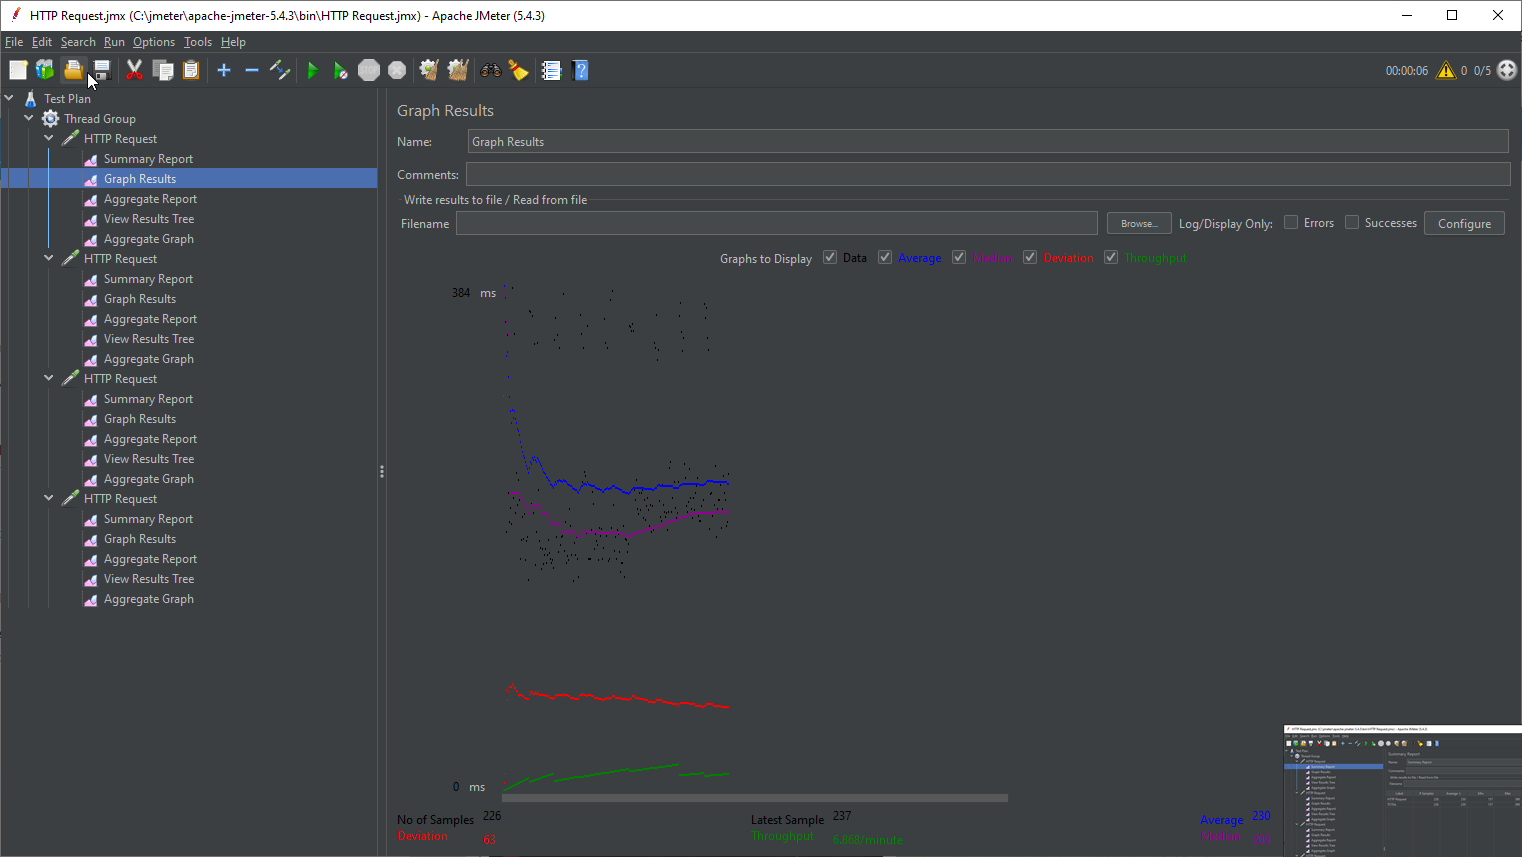 HTTP Request.jmx (C:\jmeter\apache-jmeter-5.4.3\bin\HTTP Request.jmx) - Apache JMeter (5.4.3)
File Edit Search Run Options Tools Help
STOP
00:00:06 0 0/5
Test Plan
Thread Group
HTTP Request
Summary Report
Graph Results
Aggregate Report
View Results Tree
Aggregate Graph
HTTP Request
Summary Report
Graph Results
Aggregate Report
View Results Tree
Aggregate Graph
HTTP Request
Summary Report
Graph Results
Aggregate Report
View Results Tree
Aggregate Graph
HTTP Request
Summary Report
Graph Results
Aggregate Report
View Results Tree
Aggregate Graph
Graph Results
Name: Graph Results
Comments:
Write results to file / Read from file
Filename Browse... Log/Display Only: Errors Successes Configure
Graphs to Display Data Average Median Deviation Throughput
384 ms
0 ms
No of Samples 226 Latest Sample 237 Average 230
Deviation 63 Throughput 6.868/minute Median